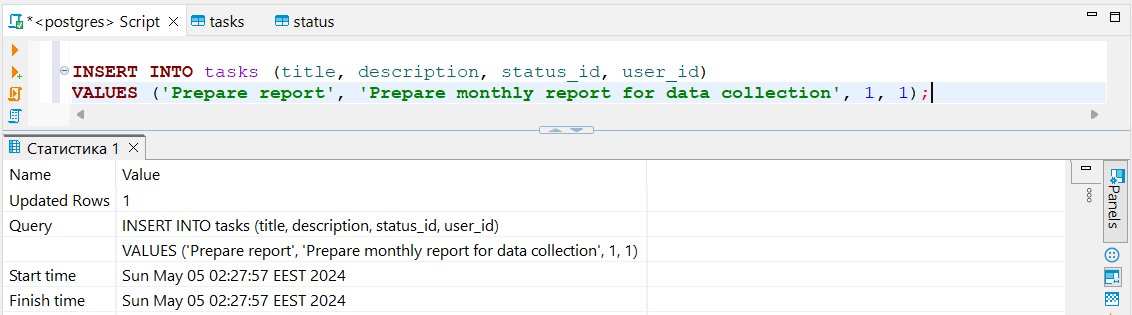 *<postgres> Script
tasks
status
INSERT INTO tasks (title, description, status_id, user_id)
VALUES ('Prepare report', 'Prepare monthly report for data collection', 1, 1);
Статистика 1
Name Value
Updated Rows 1
Query INSERT INTO tasks (title, description, status_id, user_id)
VALUES ('Prepare report', 'Prepare monthly report for data collection', 1, 1)
Start time Sun May 05 02:27:57 EEST 2024
Finish time Sun May 05 02:27:57 EEST 2024
Panels